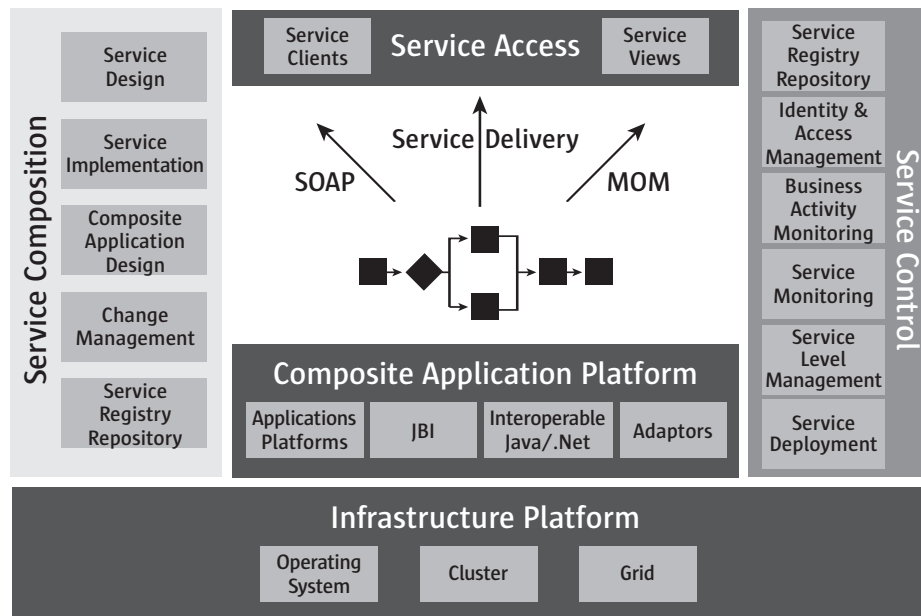 Service Composition
Service
Design
Service
Implementation
Composite
Application
Design
Change
Management
Service
Registry
Repository
Service Access
Service
Clients
Service
Views
Service Delivery
SOAP
MOM
Composite Application Platform
Applications
Platforms
JBI
Interoperable
Java/.Net
Adaptors
Service Control
Service
Registry
Repository
Identity &
Access
Management
Business
Activity
Monitoring
Service
Monitoring
Service
Level
Management
Service
Deployment
Infrastructure Platform
Operating
System
Cluster
Grid